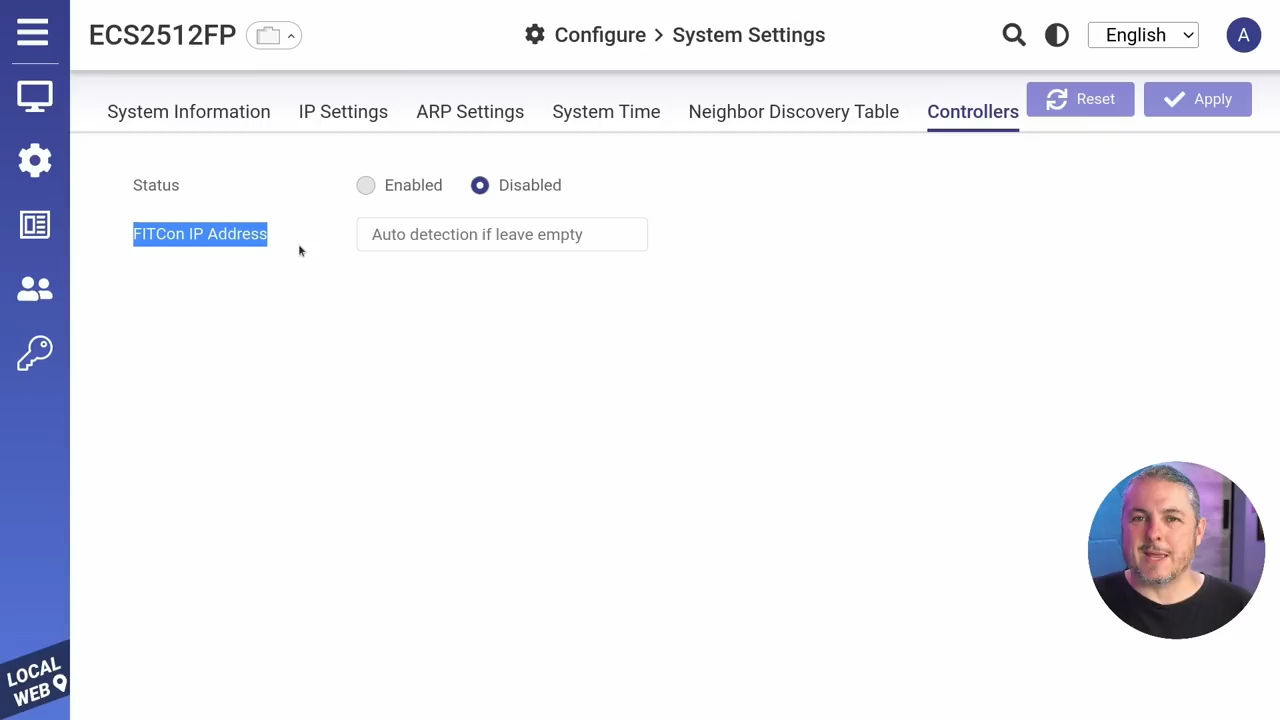 ECS2512FP
Configure > System Settings
English
A
System Information
IP Settings
ARP Settings
System Time
Neighbor Discovery Table
Controllers
Reset
Apply
Status
Enabled
Disabled
FITCon IP Address
Auto detection if leave empty
LOCAL
WEB